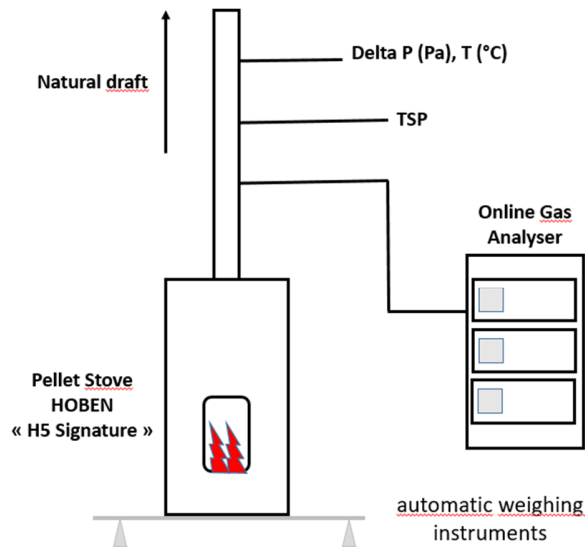 Delta P (Pa), T (°C)
Natural draft
TSP
Online Gas
Analyser
Pellet Stove
HOBEN
« H5 Signature »
automatic weighing
instruments